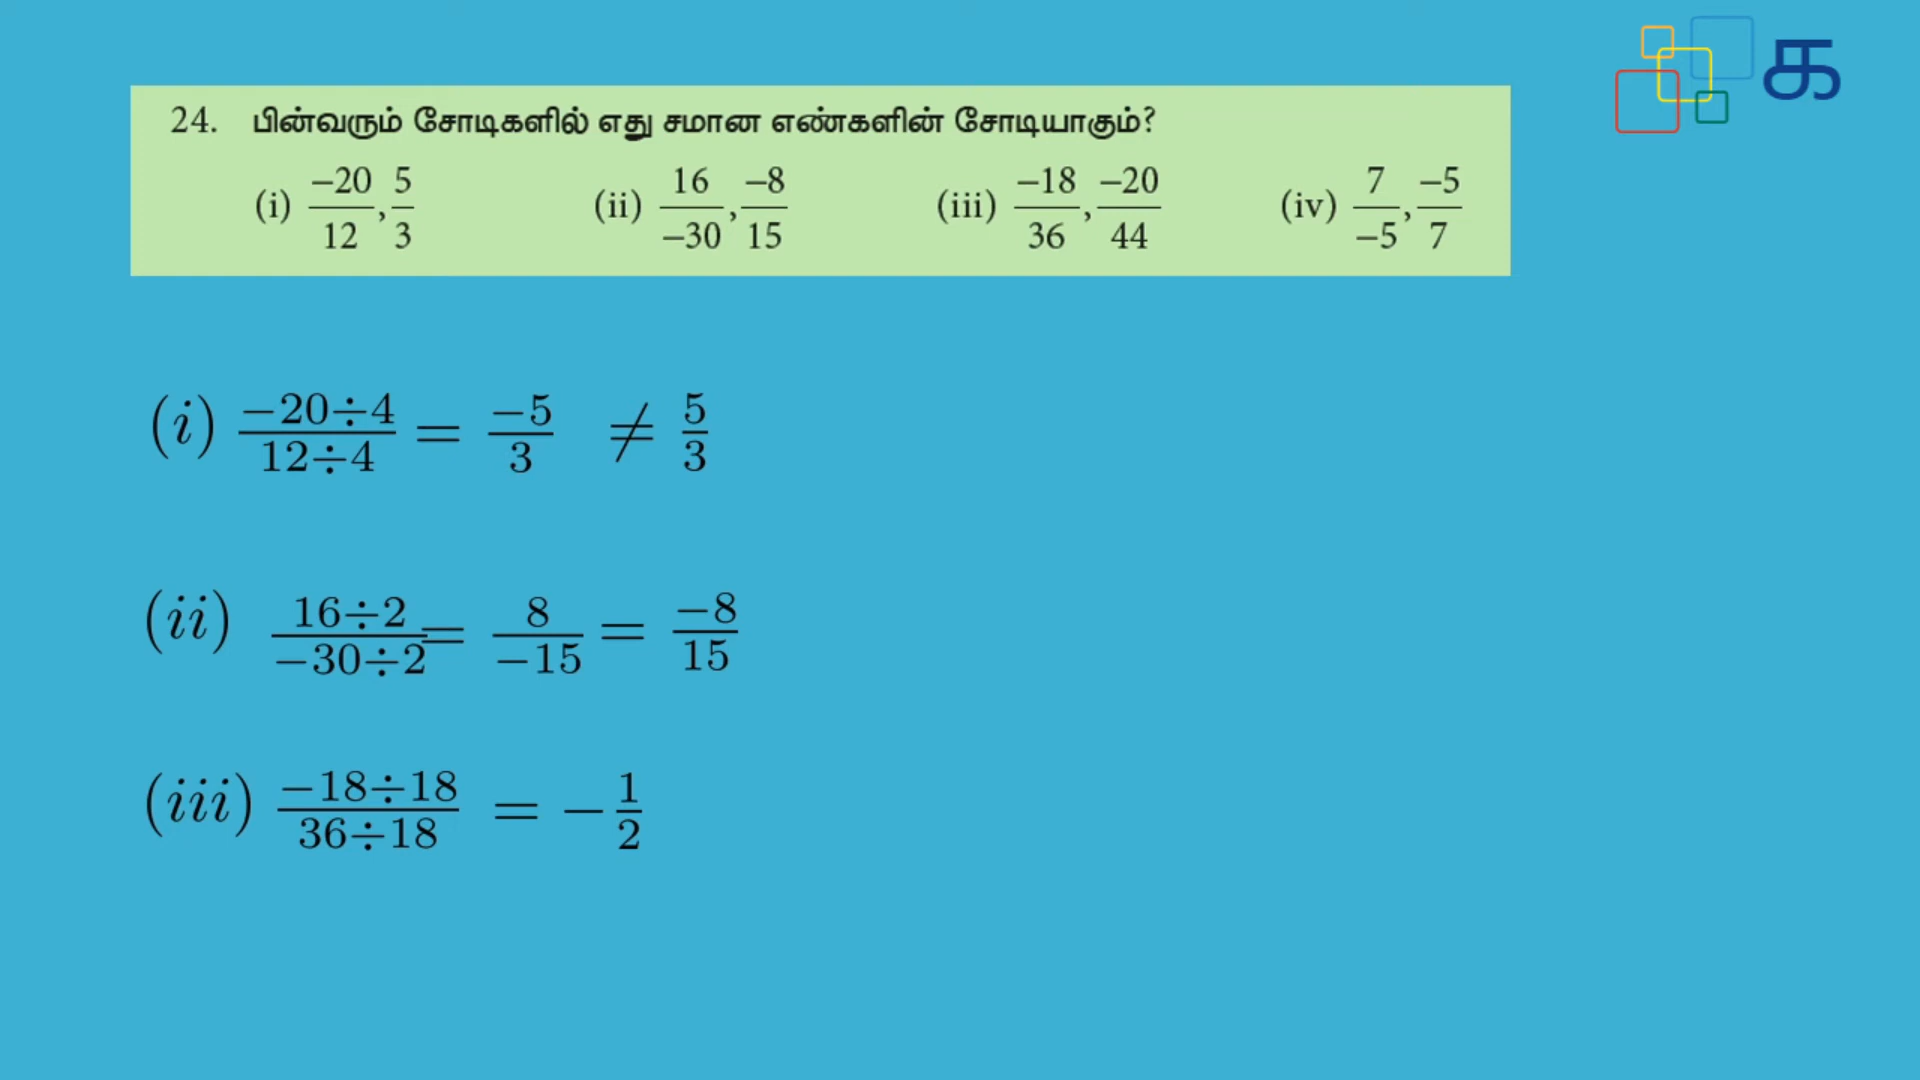 க
24. பின்வரும் சோடிகளில் எது சமான எண்களின் சோடியாகும்?
(i) −20/12, 5/3 (ii) 16/−30, −8/15 (iii) −18/36, −20/44 (iv) 7/−5, −5/7
(i) −20÷4/12÷4 = −5/3 ≠ 5/3
(ii) 16÷2/−30÷2 = 8/−15 = −8/15
(iii) −18÷18/36÷18 = −1/2